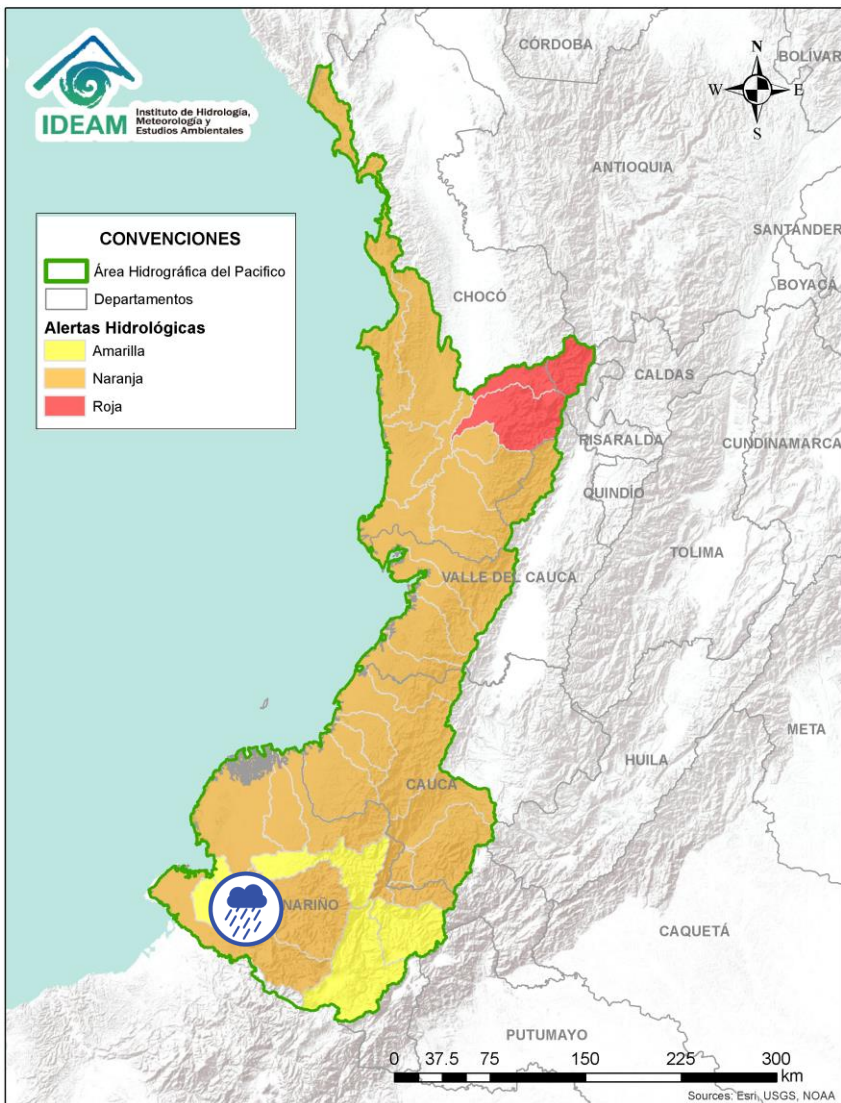 IDEAM
Instituto de Hidrología,
Meteorología y
Estudios Ambientales
CÓRDOBA
BOLÍVAR
N
W
E
S
ANTIOQUIA
SANTANDER
BOYACÁ
CONVENCIONES
Área Hidrográfica del Pacifico
Departamentos
Alertas Hidrológicas
Amarilla
Naranja
Roja
CHOCÓ
CALDAS
RISARALDA
CUNDINAMARCA
QUINDÍO
TOLIMA
VALLE DEL CAUCA
META
HUILA
CAUCA
NARIÑO
CAQUETÁ
PUTUMAYO
0 37.5 75 150 225 300
km
Sources: Esri, USGS, NOAA